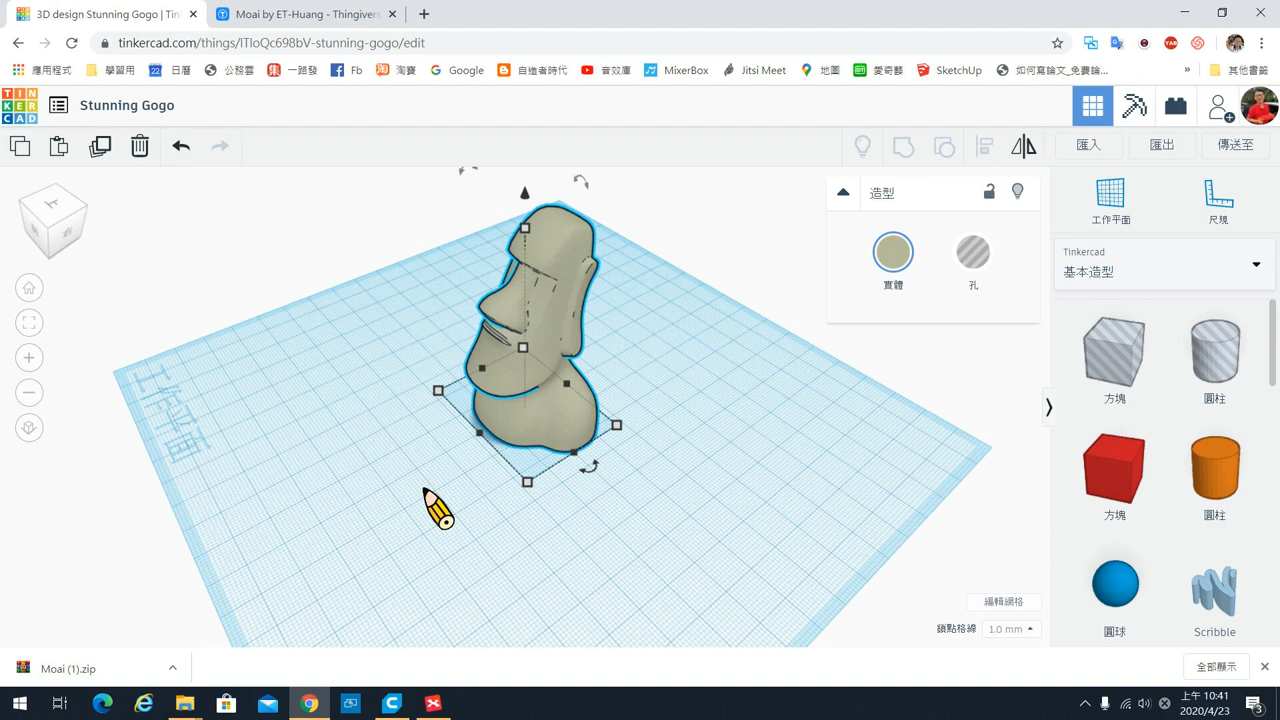 3D design Stunning Gogo | Tin
Moai by ET-Huang - Thingivers
tinkercad.com/things/lTloQc698bV-stunning-gogo/edit
應用程式
學習用
22
日曆
公務雲
集
一路發
Fb
淘寶
Google
自造者時代
音效庫
MixerBox
Jitsi Meet
地圖
愛奇藝
SketchUp
如何寫論文_免費論...
»
其他書籤
TIN
KER
CAD
Stunning Gogo
匯入
匯出
傳送至
造型
實體
孔
工作平面
尺規
Tinkercad
基本造型
方塊
圓柱
方塊
圓柱
圓球
Scribble
工作平面
編輯網格
鎖點格線
1.0 mm
Moai (1).zip
全部顯示
上午 10:41
2020/4/23
3